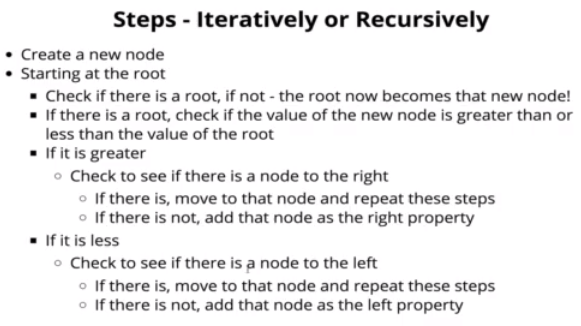 Steps - Iteratively or Recursively
Create a new node
Starting at the root
Check if there is a root, if not - the root now becomes that new node!
If there is a root, check if the value of the new node is greater than or
less than the value of the root
If it is greater
Check to see if there is a node to the right
If there is, move to that node and repeat these steps
If there is not, add that node as the right property
If it is less
Check to see if there is a node to the left
If there is, move to that node and repeat these steps
If there is not, add that node as the left property